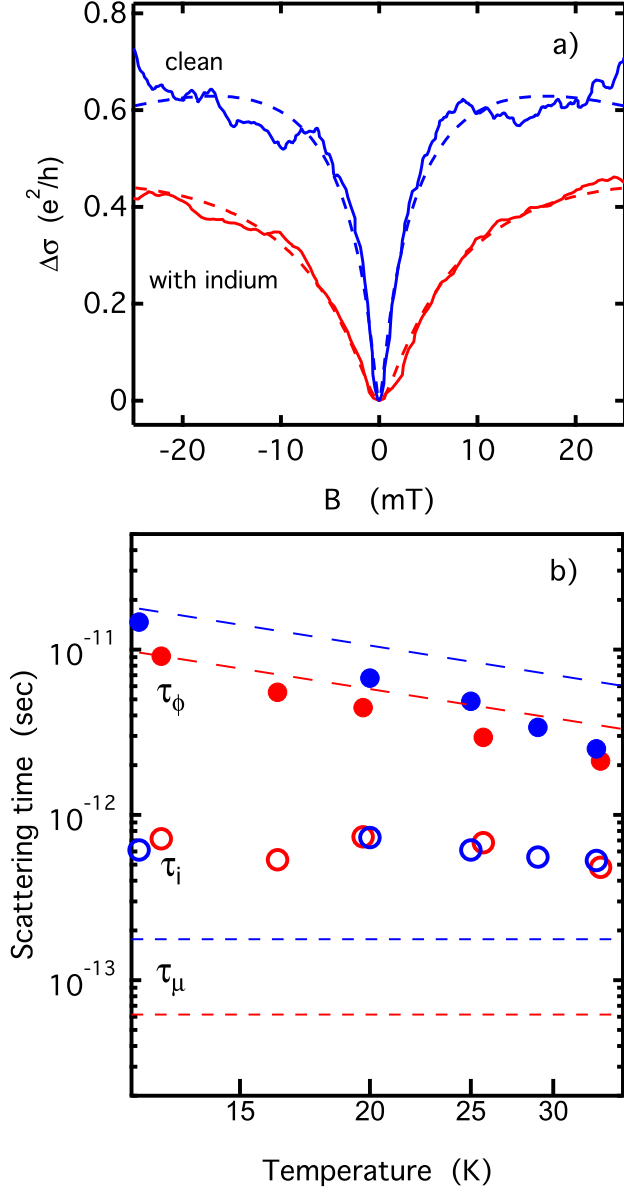 a)
clean
with indium
Δσ (e²/h)
0.8
0.6
0.4
0.2
0
-20 -10 0 10 20
B (mT)
b)
Scattering time (sec)
10⁻¹¹
10⁻¹²
10⁻¹³
τϕ
τi
τμ
15 20 25 30
Temperature (K)